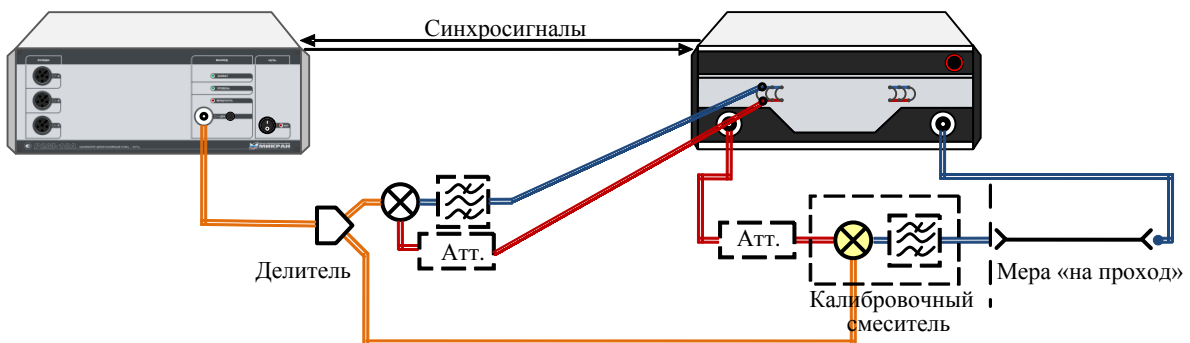 Синхросигналы
МИКРАН
Атт.
Делитель
Атт.
Калибровочный
смеситель
Мера «на проход»